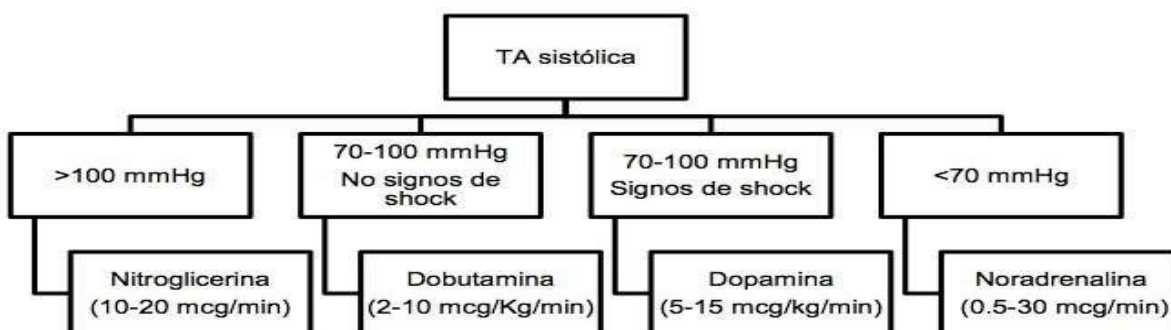 TA sistólica
>100 mmHg
70-100 mmHg
No signos de
shock
70-100 mmHg
Signos de shock
<70 mmHg
Nitroglicerina
(10-20 mcg/min)
Dobutamina
(2-10 mcg/Kg/min)
Dopamina
(5-15 mcg/kg/min)
Noradrenalina
(0.5-30 mcg/min)